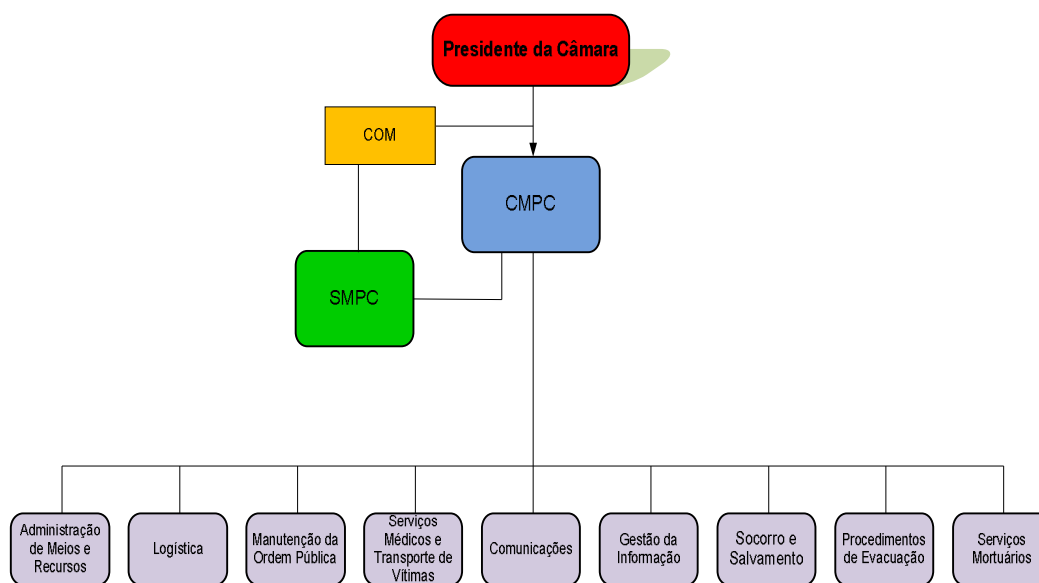 Presidente da Câmara
COM
CMPC
SMPC
Administração
de Meios e
Recursos
Logística
Manutenção da
Ordem Pública
Serviços
Médicos e
Transporte de
Vítimas
Comunicações
Gestão da
Informação
Socorro e
Salvamento
Procedimentos
de Evacuação
Serviços
Mortuários